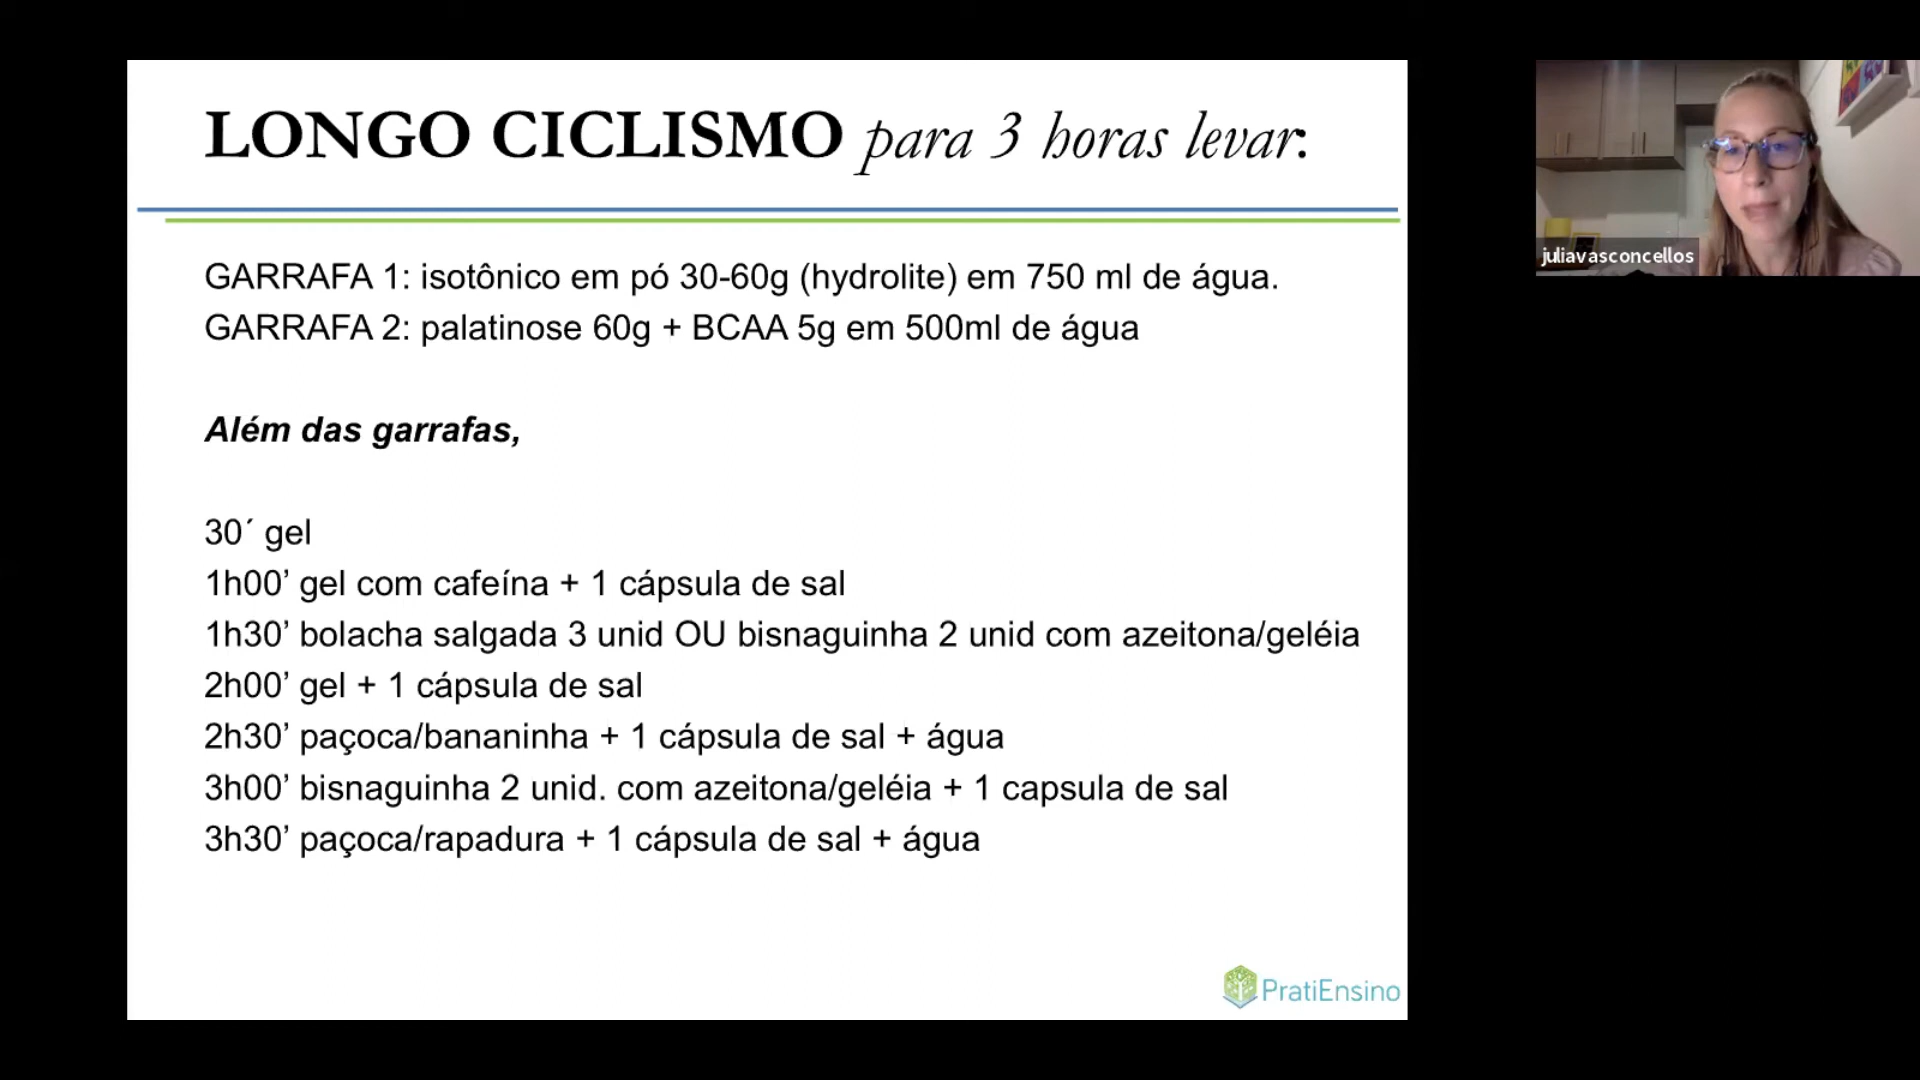 LONGO CICLISMO para 3 horas levar:
GARRAFA 1: isotônico em pó 30-60g (hydrolite) em 750 ml de água.
GARRAFA 2: palatinose 60g + BCAA 5g em 500ml de água
Além das garrafas,
30´ gel
1h00’ gel com cafeína + 1 cápsula de sal
1h30’ bolacha salgada 3 unid OU bisnaguinha 2 unid com azeitona/geléia
2h00’ gel + 1 cápsula de sal
2h30’ paçoca/bananinha + 1 cápsula de sal + água
3h00’ bisnaguinha 2 unid. com azeitona/geléia + 1 capsula de sal
3h30’ paçoca/rapadura + 1 cápsula de sal + água
PratiEnsino
juliavasconcellos